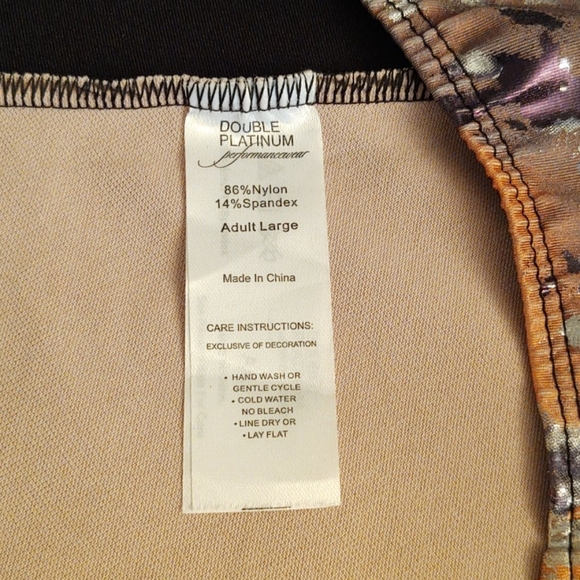 DOUBLE
PLATINUM
performancewear
86%Nylon
14%Spandex
Adult Large
Made In China
CARE INSTRUCTIONS:
EXCLUSIVE OF DECORATION
• HAND WASH OR
GENTLE CYCLE
• COLD WATER
NO BLEACH
• LINE DRY OR
• LAY FLAT